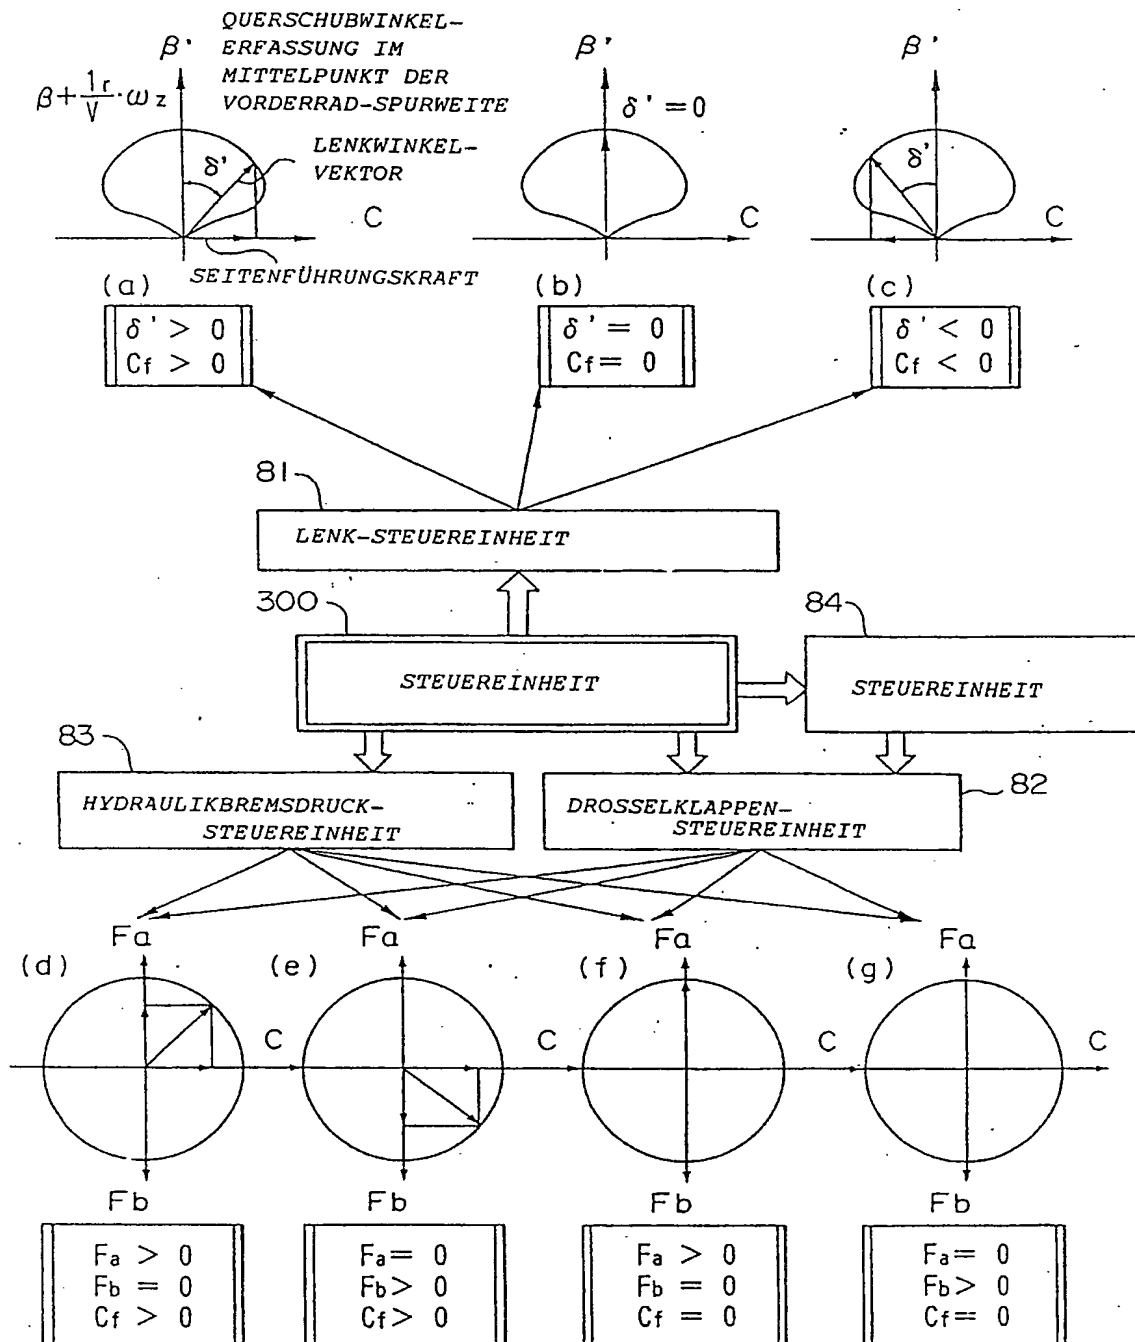 QUERSCHUBWINKEL-
ERFASSUNG IM
MITTELPUNKT DER
VORDERRAD-SPURWEITE
β'
β + 1r/V · ωz
δ'
LENKWINKEL-
VEKTOR
C
SEITENFÜHRUNGSKRAFT
β'
δ' = 0
C
β'
δ'
C
(a)
δ' > 0
Cf > 0
(b)
δ' = 0
Cf = 0
(c)
δ' < 0
Cf < 0
81
LENK-STEUEREINHEIT
300
STEUEREINHEIT
84
STEUEREINHEIT
83
HYDRAULIKBREMSDRUCK-
STEUEREINHEIT
82
DROSSELKLAPPEN-
STEUEREINHEIT
Fa
(d)
C
Fb
Fa > 0
Fb = 0
Cf > 0
Fa
(e)
C
Fb
Fa = 0
Fb > 0
Cf > 0
Fa
(f)
C
Fb
Fa > 0
Fb = 0
Cf = 0
Fa
(g)
C
Fb
Fa = 0
Fb > 0
Cf = 0